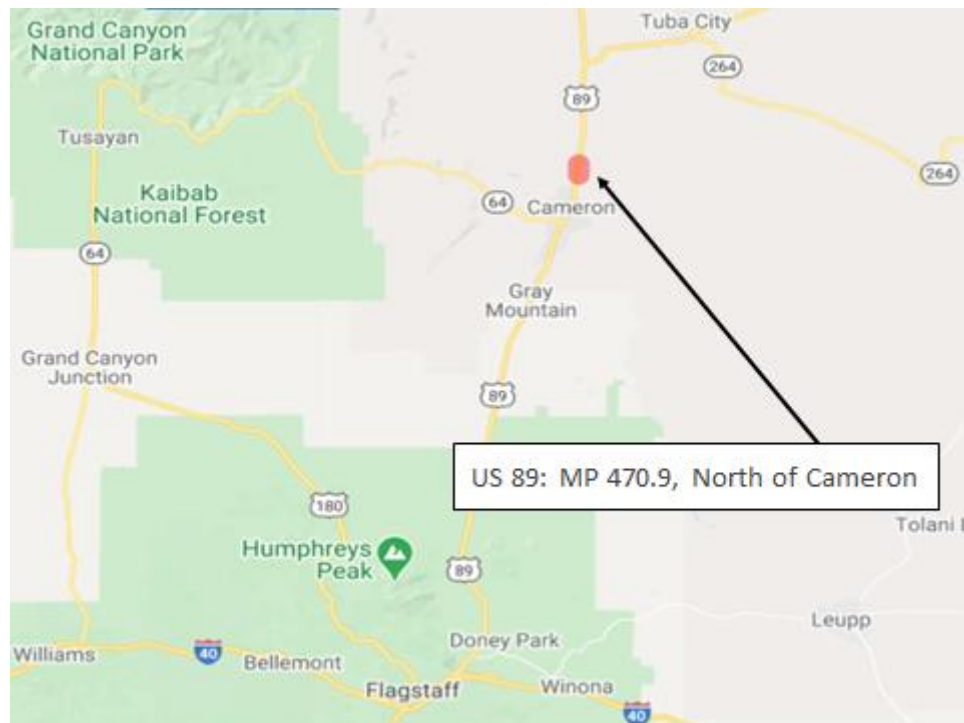 Grand Canyon
National Park
Tuba City
264
89
Tusayan
264
Kaibab
National Forest
64
Cameron
64
Gray
Mountain
Grand Canyon
Junction
89
US 89: MP 470.9, North of Cameron
180
Tolani
Humphreys
Peak
89
Leupp
Doney Park
Williams
40
Bellemont
Flagstaff
Winona
40